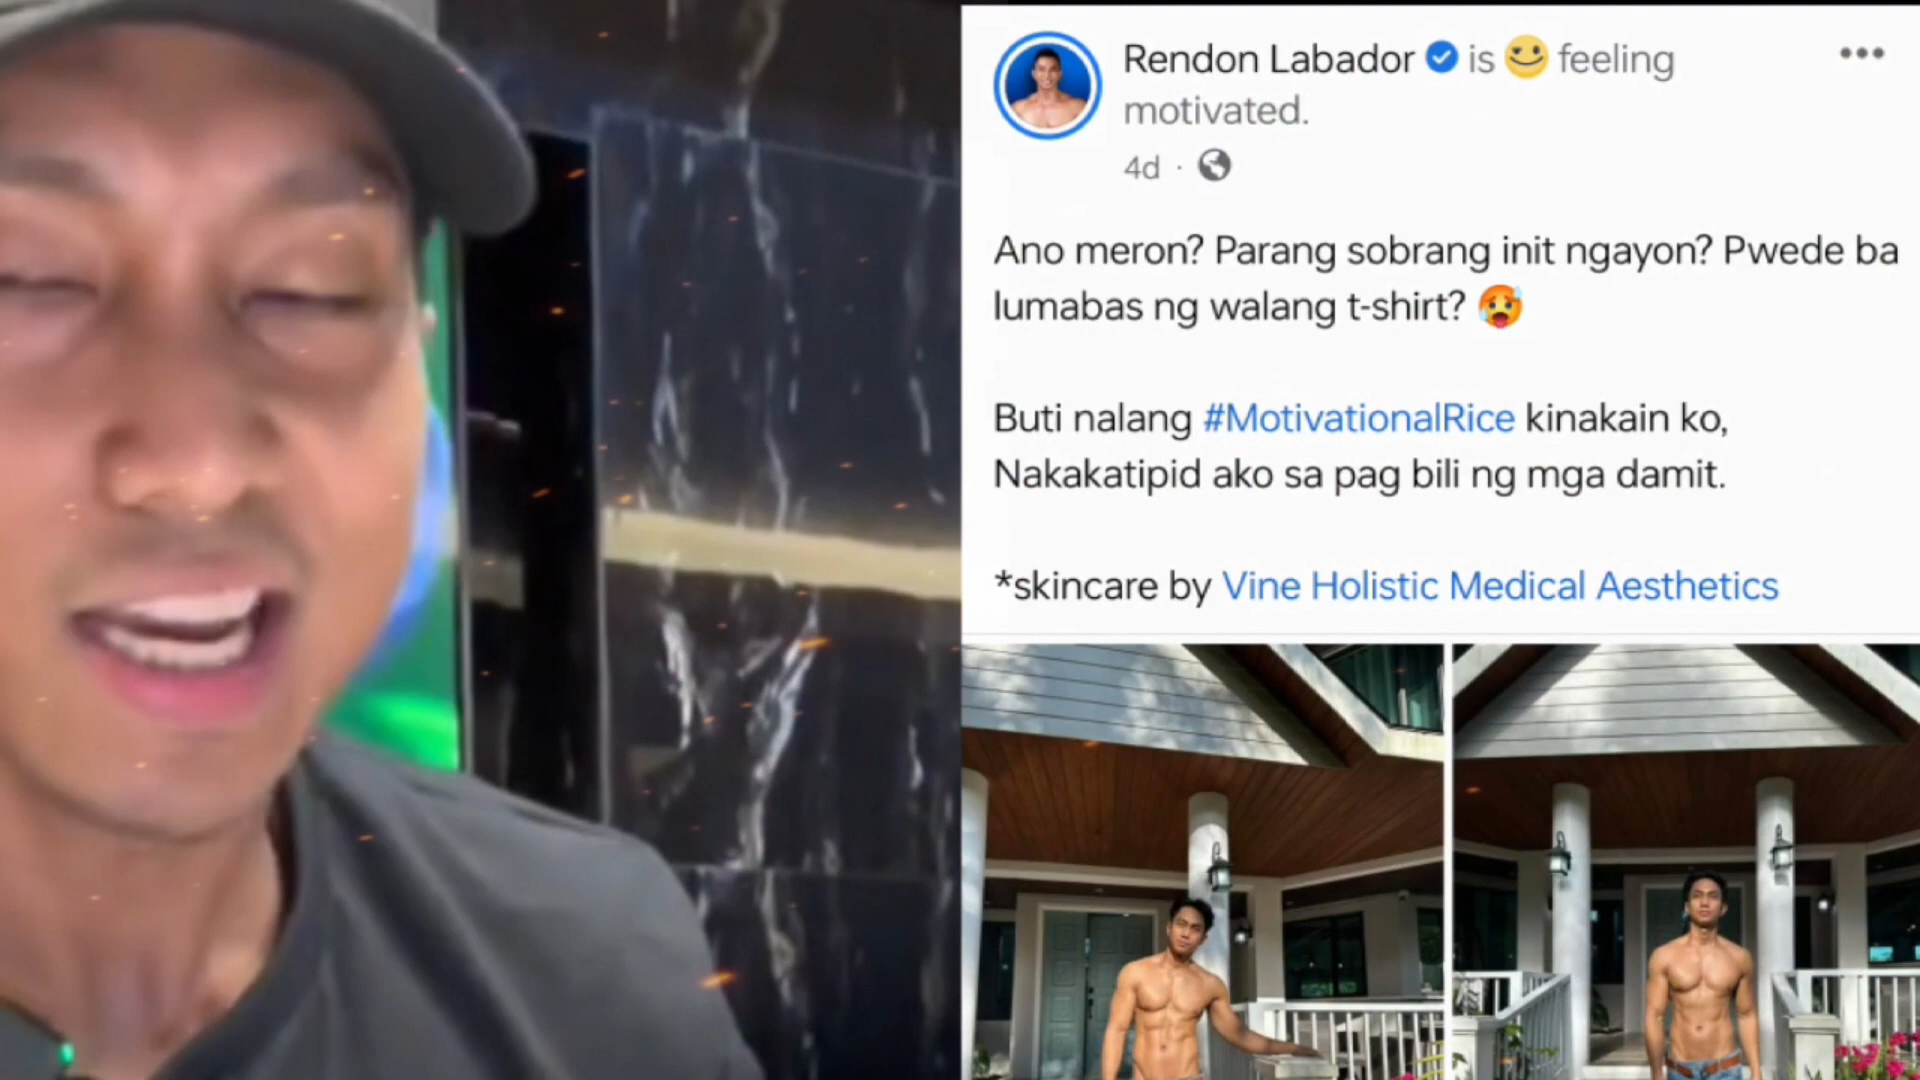 Rendon Labador is feeling
motivated.
4d ·
Ano meron? Parang sobrang init ngayon? Pwede ba
lumabas ng walang t-shirt?
Buti nalang #MotivationalRice kinakain ko,
Nakakatipid ako sa pag bili ng mga damit.
*skincare by Vine Holistic Medical Aesthetics